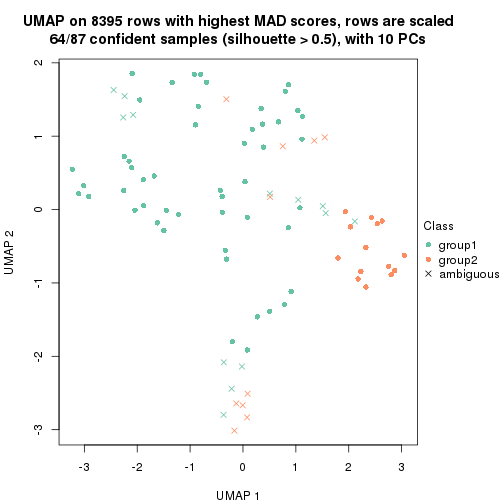 UMAP on 8395 rows with highest MAD scores, rows are scaled
64/87 confident samples (silhouette > 0.5), with 10 PCs
2
1
0
-1
-2
-3
UMAP 2
-3
-2
-1
0
1
2
3
UMAP 1
Class
group1
group2
ambiguous